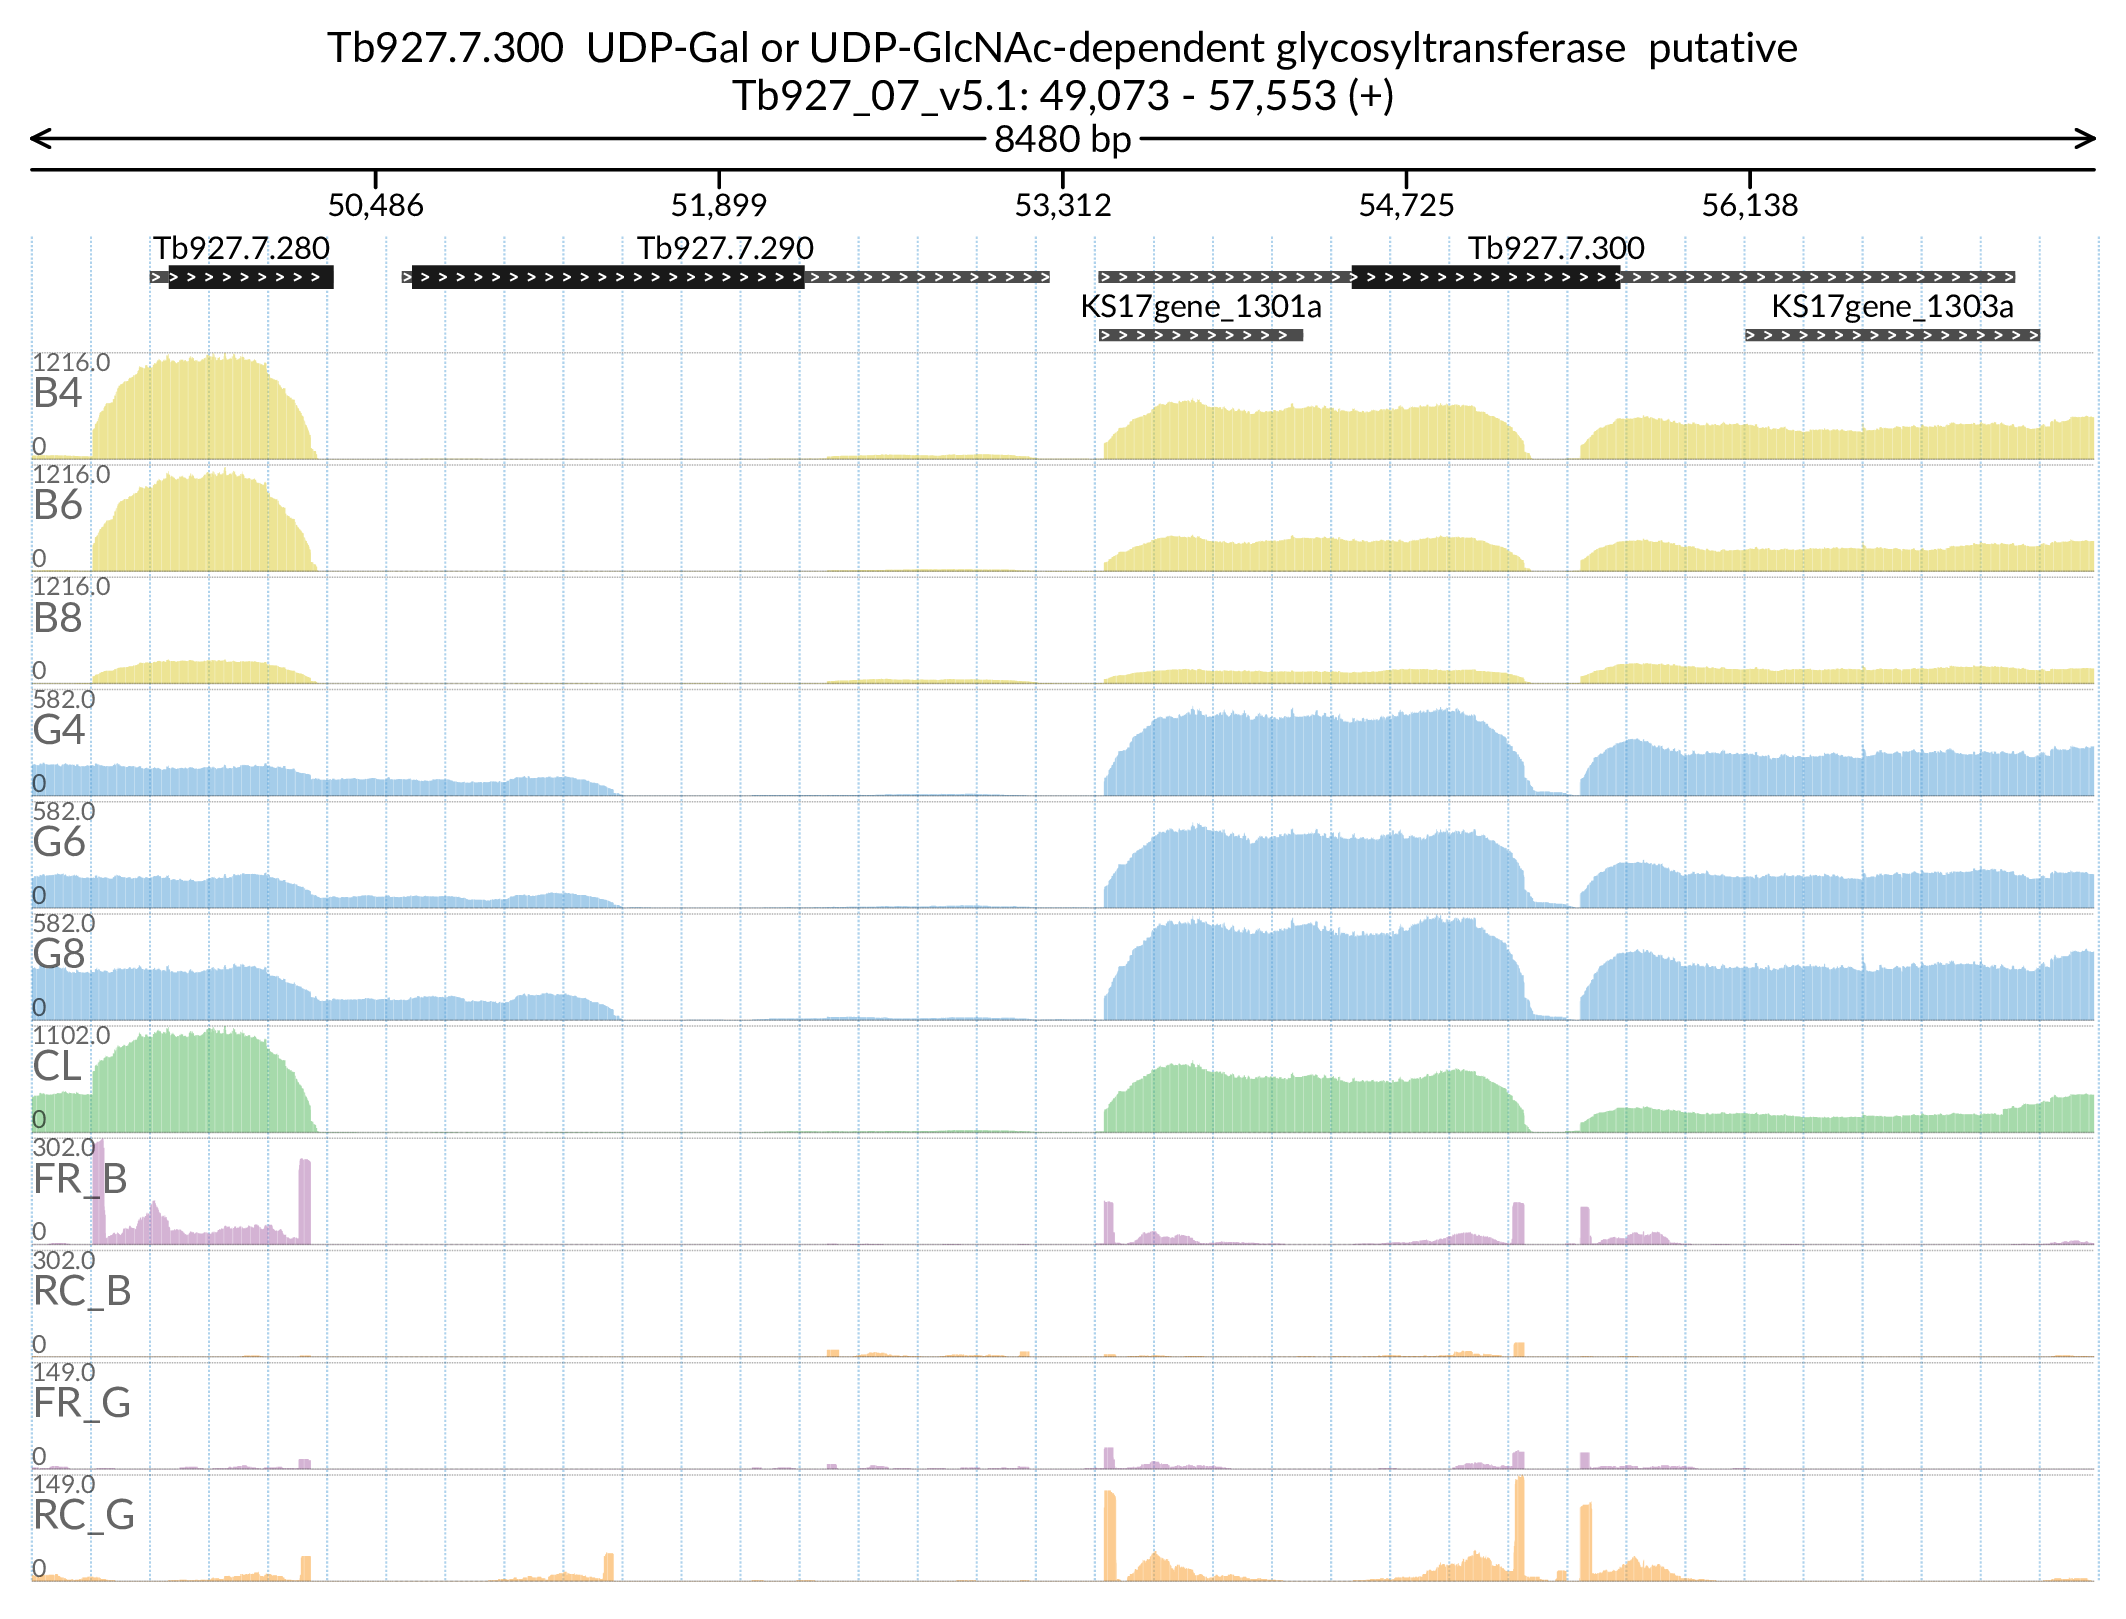 Tb927.7.300 UDP-Gal or UDP-GlcNAc-dependent glycosyltransferase putative
Tb927_07_v5.1: 49,073 - 57,553 (+)
8480 bp
50,486 51,899 53,312 54,725 56,138
Tb927.7.280 Tb927.7.290 Tb927.7.300
KS17gene_1301a KS17gene_1303a
1216.0
B4
0
1216.0
B6
0
1216.0
B8
0
582.0
G4
0
582.0
G6
0
582.0
G8
0
1102.0
CL
0
302.0
FR_B
0
302.0
RC_B
0
149.0
FR_G
0
149.0
RC_G
0